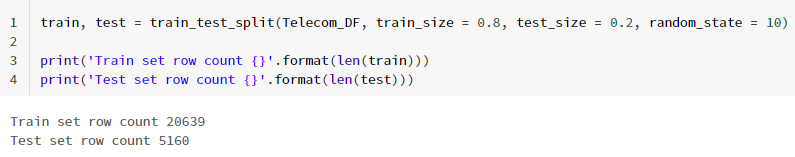 1 train, test = train_test_split(Telecom_DF, train_size = 0.8, test_size = 0.2, random_state = 10)
2
3 print('Train set row count {}'.format(len(train)))
4 print('Test set row count {}'.format(len(test)))
Train set row count 20639
Test set row count 5160